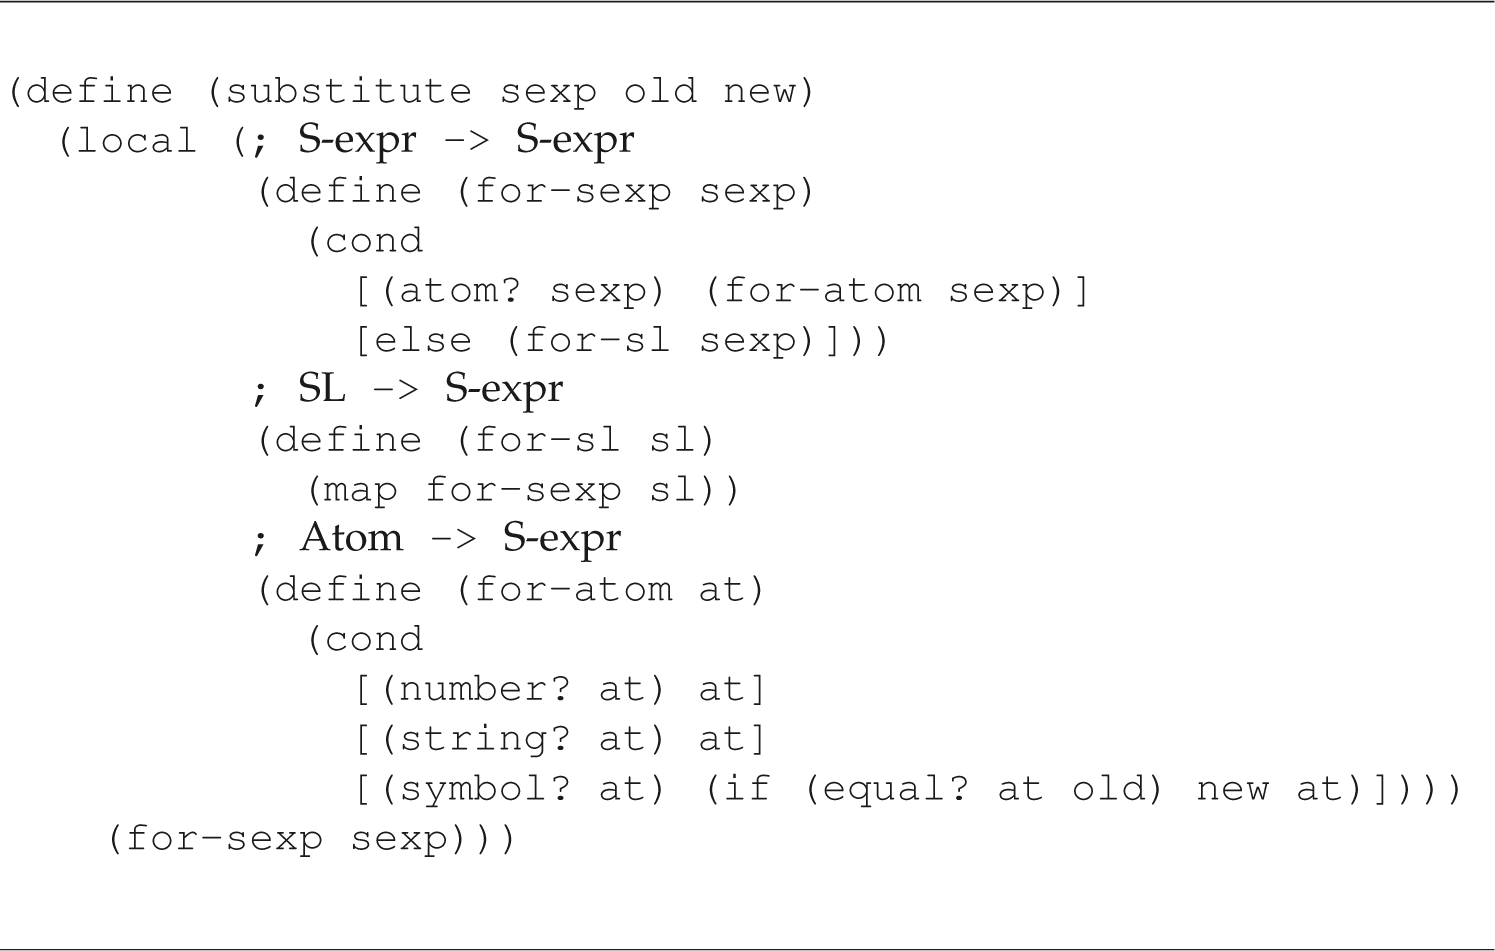 (define (substitute sexp old new)
  (local (; S-expr -> S-expr
          (define (for-sexp sexp)
            (cond
              [(atom? sexp) (for-atom sexp)]
              [else (for-sl sexp)]))
          ; SL -> S-expr
          (define (for-sl sl)
            (map for-sexp sl))
          ; Atom -> S-expr
          (define (for-atom at)
            (cond
              [(number? at) at]
              [(string? at) at]
              [(symbol? at) (if (equal? at old) new at)])))
    (for-sexp sexp)))